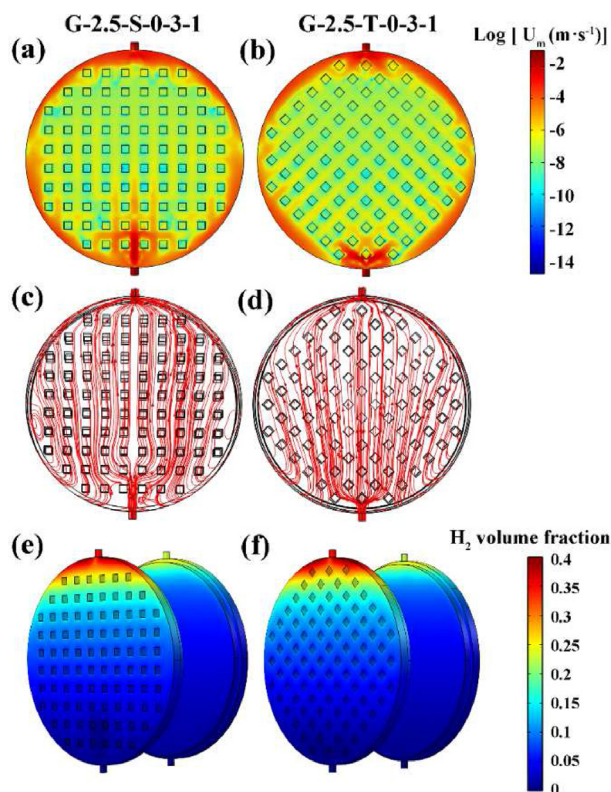 G-2.5-S-0-3-1
G-2.5-T-0-3-1
Log [ U_m (m·s⁻¹)]
(a)
(b)
-2
-4
-6
-8
-10
-12
-14
(c)
(d)
H₂ volume fraction
(e)
(f)
0.4
0.35
0.3
0.25
0.2
0.15
0.1
0.05
0